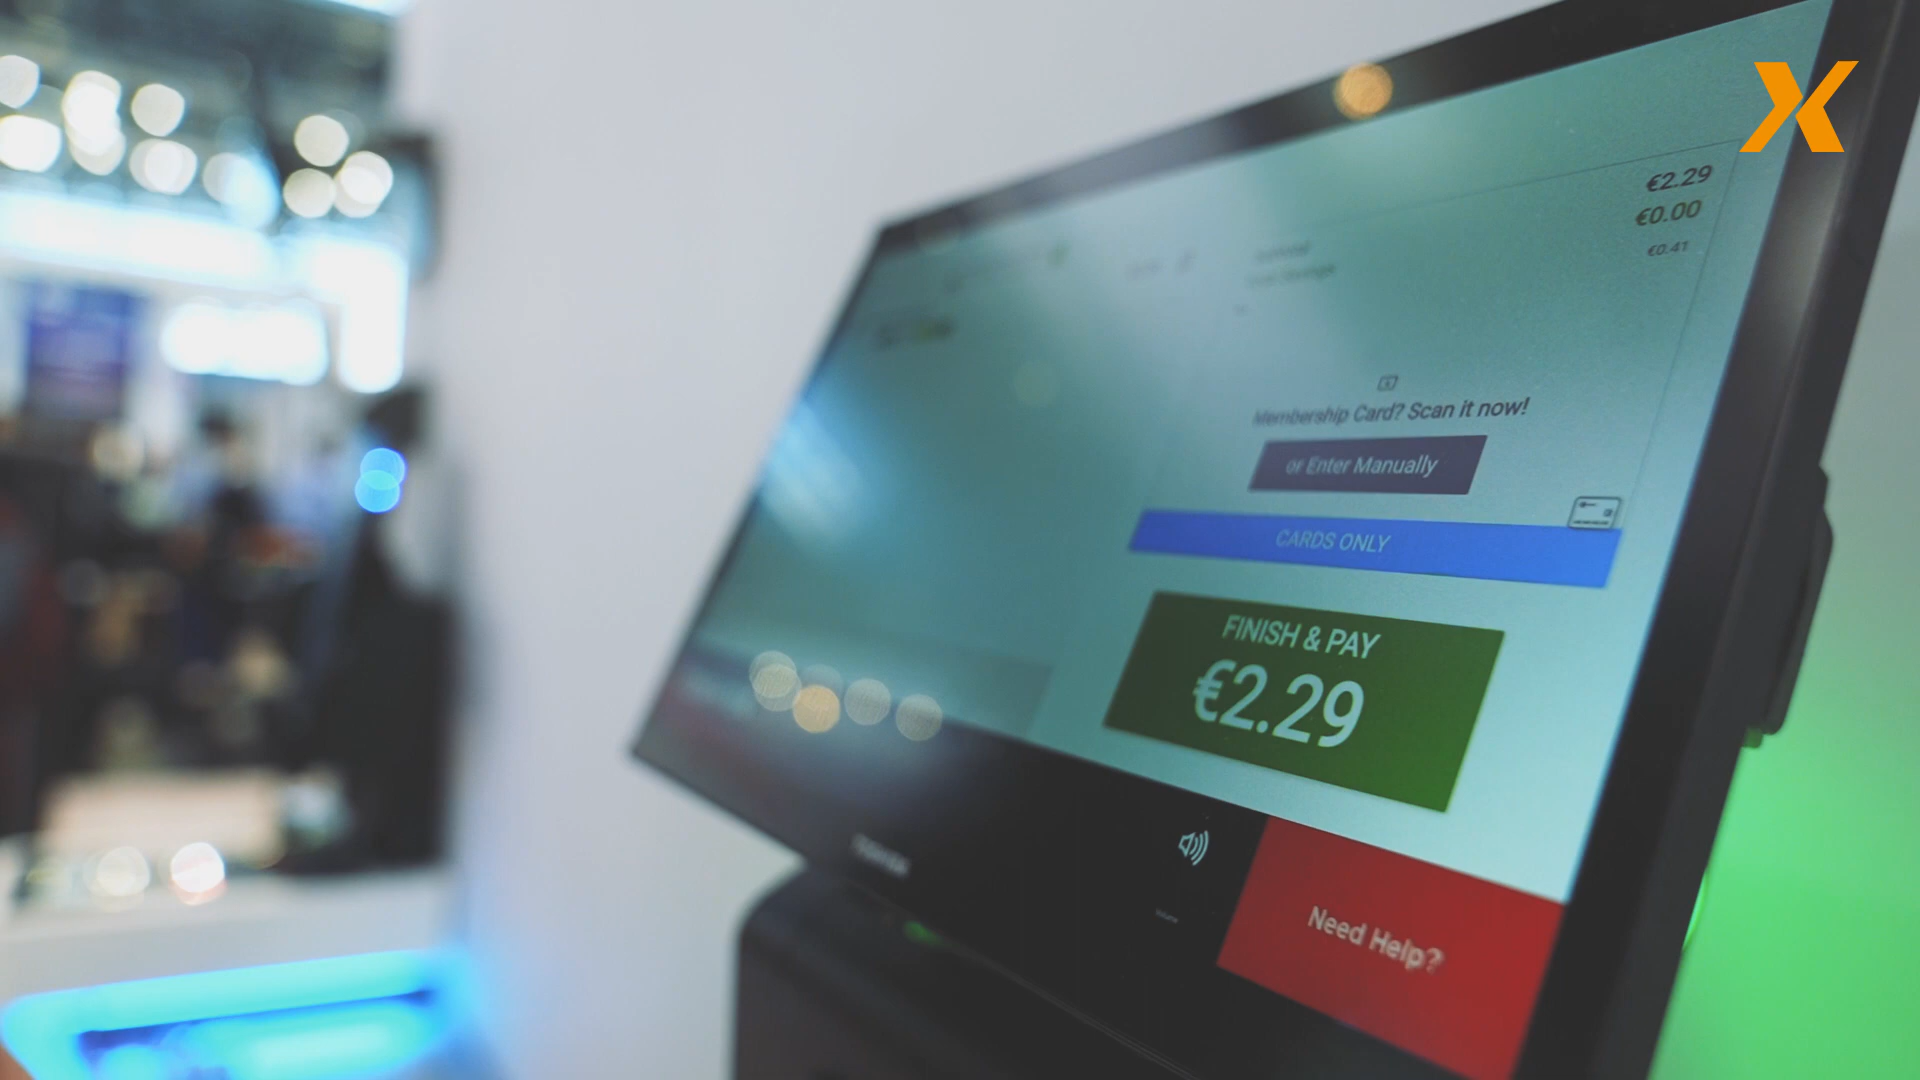 €2.29
€0.00
€0.41
Membership Card? Scan it now!
or Enter Manually
CARDS ONLY
FINISH & PAY
€2.29
Need Help?